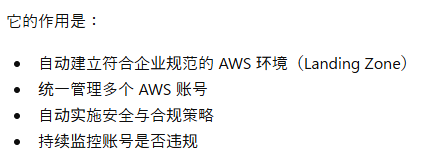 它的作用是：
• 自动建立符合企业规范的 AWS 环境（Landing Zone）
• 统一管理多个 AWS 账号
• 自动实施安全与合规策略
• 持续监控账号是否违规